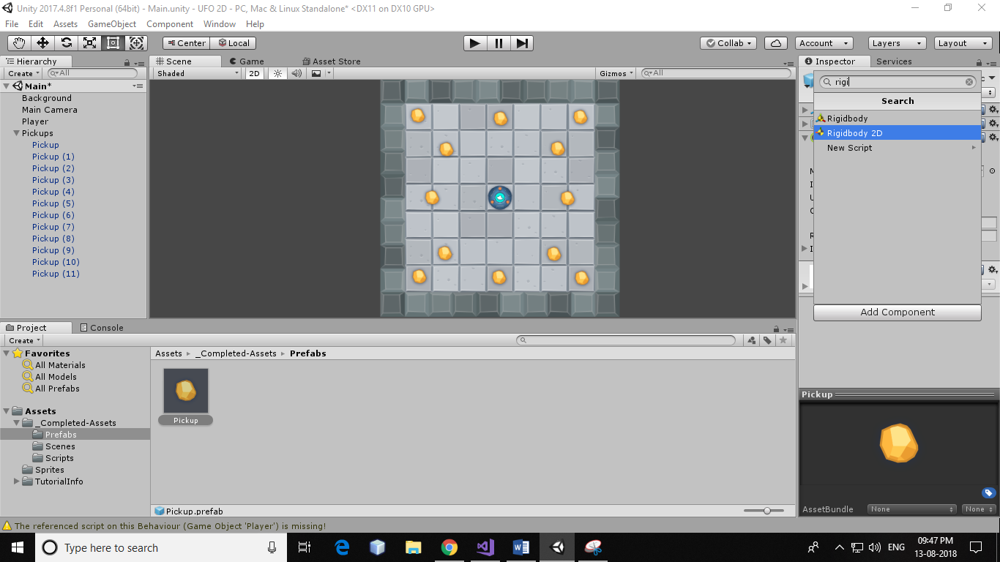 Unity 2017.4.8f1 Personal (64bit) - Main.unity - UFO 2D - PC, Mac & Linux Standalone* <DX11 on DX10 GPU>
File Edit Assets GameObject Component Window Help
Center Local Collab Account Layers Layout
Hierarchy Scene Game Asset Store Inspector Services
Create All Shaded 2D Gizmos All
rigi
Main*
Search
Background
Main Camera
Player
Pickups
Pickup
Pickup (1)
Pickup (2)
Pickup (3)
Pickup (4)
Pickup (5)
Pickup (6)
Pickup (7)
Pickup (8)
Pickup (9)
Pickup (10)
Pickup (11)
Rigidbody
Rigidbody 2D
New Script
Add Component
Project Console
Create
Favorites
All Materials
All Models
All Prefabs
Assets
_Completed-Assets
Prefabs
Scenes
Scripts
Sprites
TutorialInfo
Assets _Completed-Assets Prefabs
Pickup
Pickup.prefab
Pickup
AssetBundle None None
The referenced script on this Behaviour (Game Object 'Player') is missing!
Type here to search
ENG
09:47 PM
13-08-2018